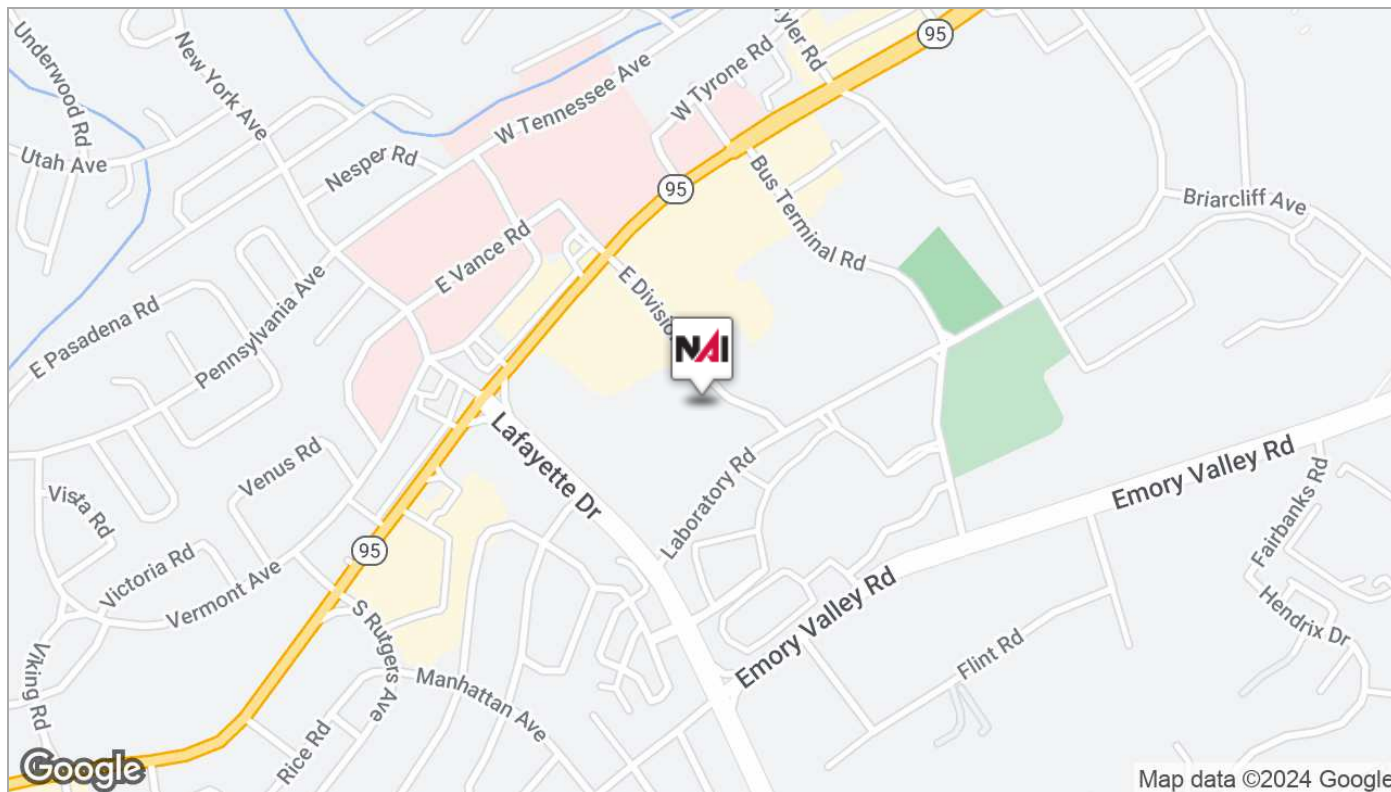 Underwood Rd
New York Ave
Utah Ave
Nesper Rd
W Tennessee Ave
W Tyrone Rd
yler Rd
95
95
Bus Terminal Rd
Briarcliff Ave
E Vance Rd
E Pasadena Rd
Pennsylvania Ave
E Divisio
NAI
Lafayette Dr
Laboratory Rd
Emory Valley Rd
Fairbanks Rd
Hendrix Dr
Venus Rd
Vista Rd
Victoria Rd
Vermont Ave
95
S Rutgers Ave
Viking Rd
Manhattan Ave
Rice Rd
Emory Valley Rd
Flint Rd
Google
Map data ©2024 Google